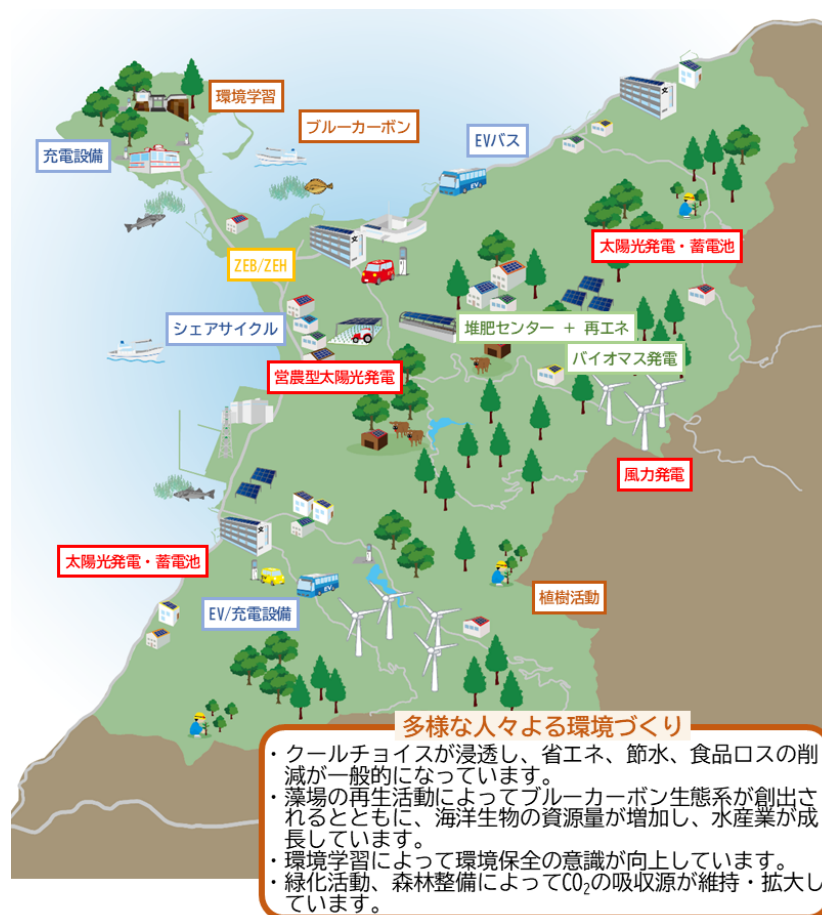 環境学習
ブルーカーボン
EVバス
充電設備
文
太陽光発電・蓄電池
文
ZEB/ZEH
シェアサイクル
堆肥センター + 再エネ
バイオマス発電
営農型太陽光発電
風力発電
文
太陽光発電・蓄電池
EV
EV/充電設備
植樹活動
多様な人々よる環境づくり
・クールチョイスが浸透し、省エネ、節水、食品ロスの削
減が一般的になっています。
・藻場の再生活動によってブルーカーボン生態系が創出さ
れるとともに、海洋生物の資源量が増加し、水産業が成
長しています。
・環境学習によって環境保全の意識が向上しています。
・緑化活動、森林整備によってCO₂の吸収源が維持・拡大し
ています。